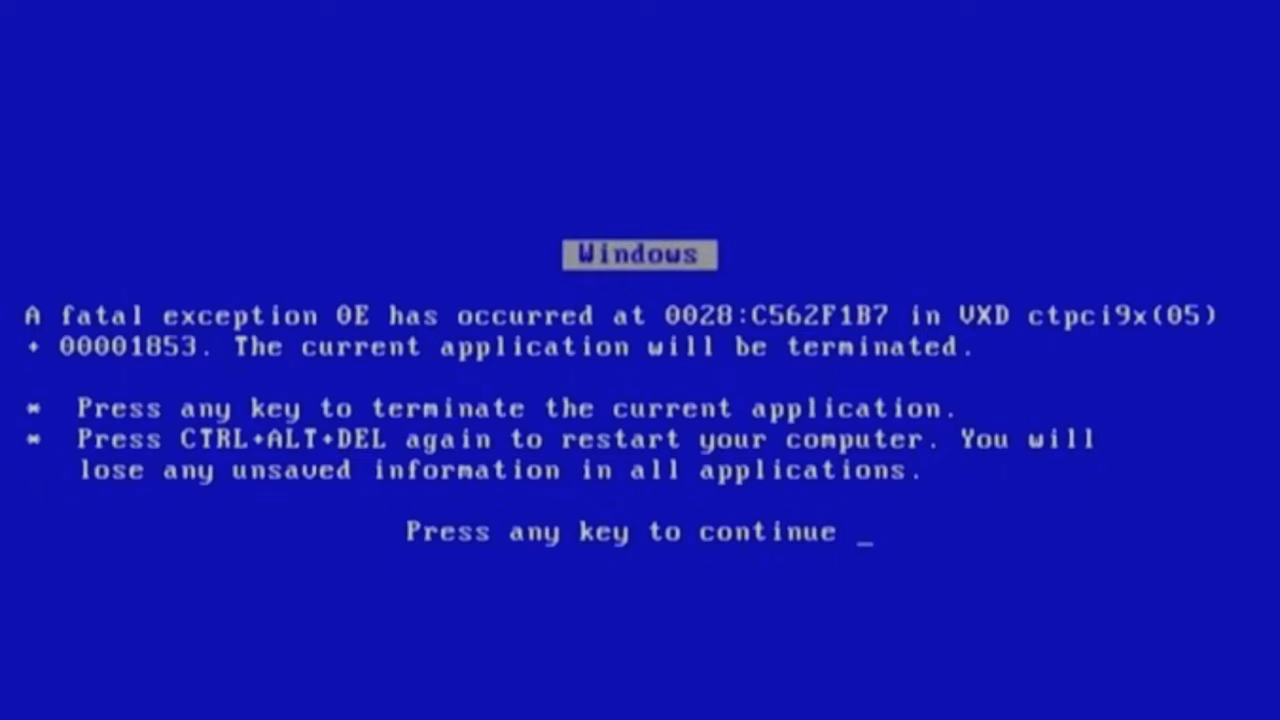 Windows
A fatal exception 0E has occurred at 0028:C562F1B7 in VXD ctpci9x(05)
+ 00001853. The current application will be terminated.
* Press any key to terminate the current application.
* Press CTRL+ALT+DEL again to restart your computer. You will
lose any unsaved information in all applications.
Press any key to continue _